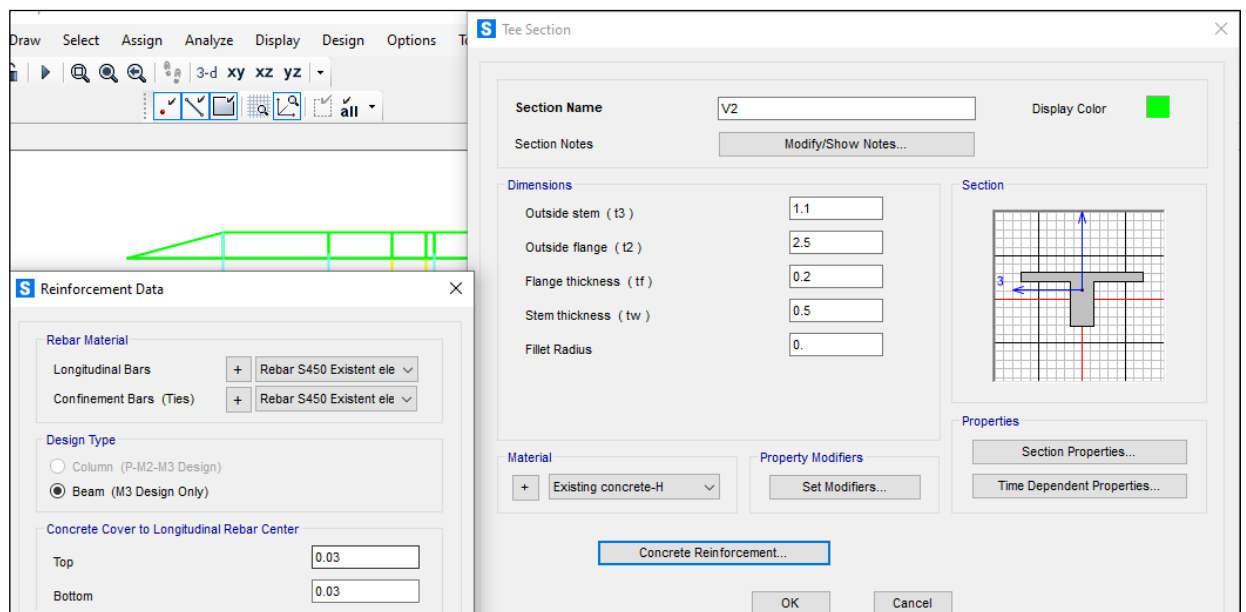 Draw Select Assign Analyze Display Design Options
3-d xy xz yz
all
S Reinforcement Data
Rebar Material
Longitudinal Bars + Rebar S450 Existent ele
Confinement Bars (Ties) + Rebar S450 Existent ele
Design Type
Column (P-M2-M3 Design)
Beam (M3 Design Only)
Concrete Cover to Longitudinal Rebar Center
Top 0.03
Bottom 0.03
S Tee Section
Section Name V2 Display Color
Section Notes Modify/Show Notes...
Dimensions
Outside stem ( t3 ) 1.1
Outside flange ( t2 ) 2.5
Flange thickness ( tf ) 0.2
Stem thickness ( tw ) 0.5
Fillet Radius 0.
Section
3
Properties
Section Properties...
Time Dependent Properties...
Material
+ Existing concrete-H
Property Modifiers
Set Modifiers...
Concrete Reinforcement...
OK Cancel